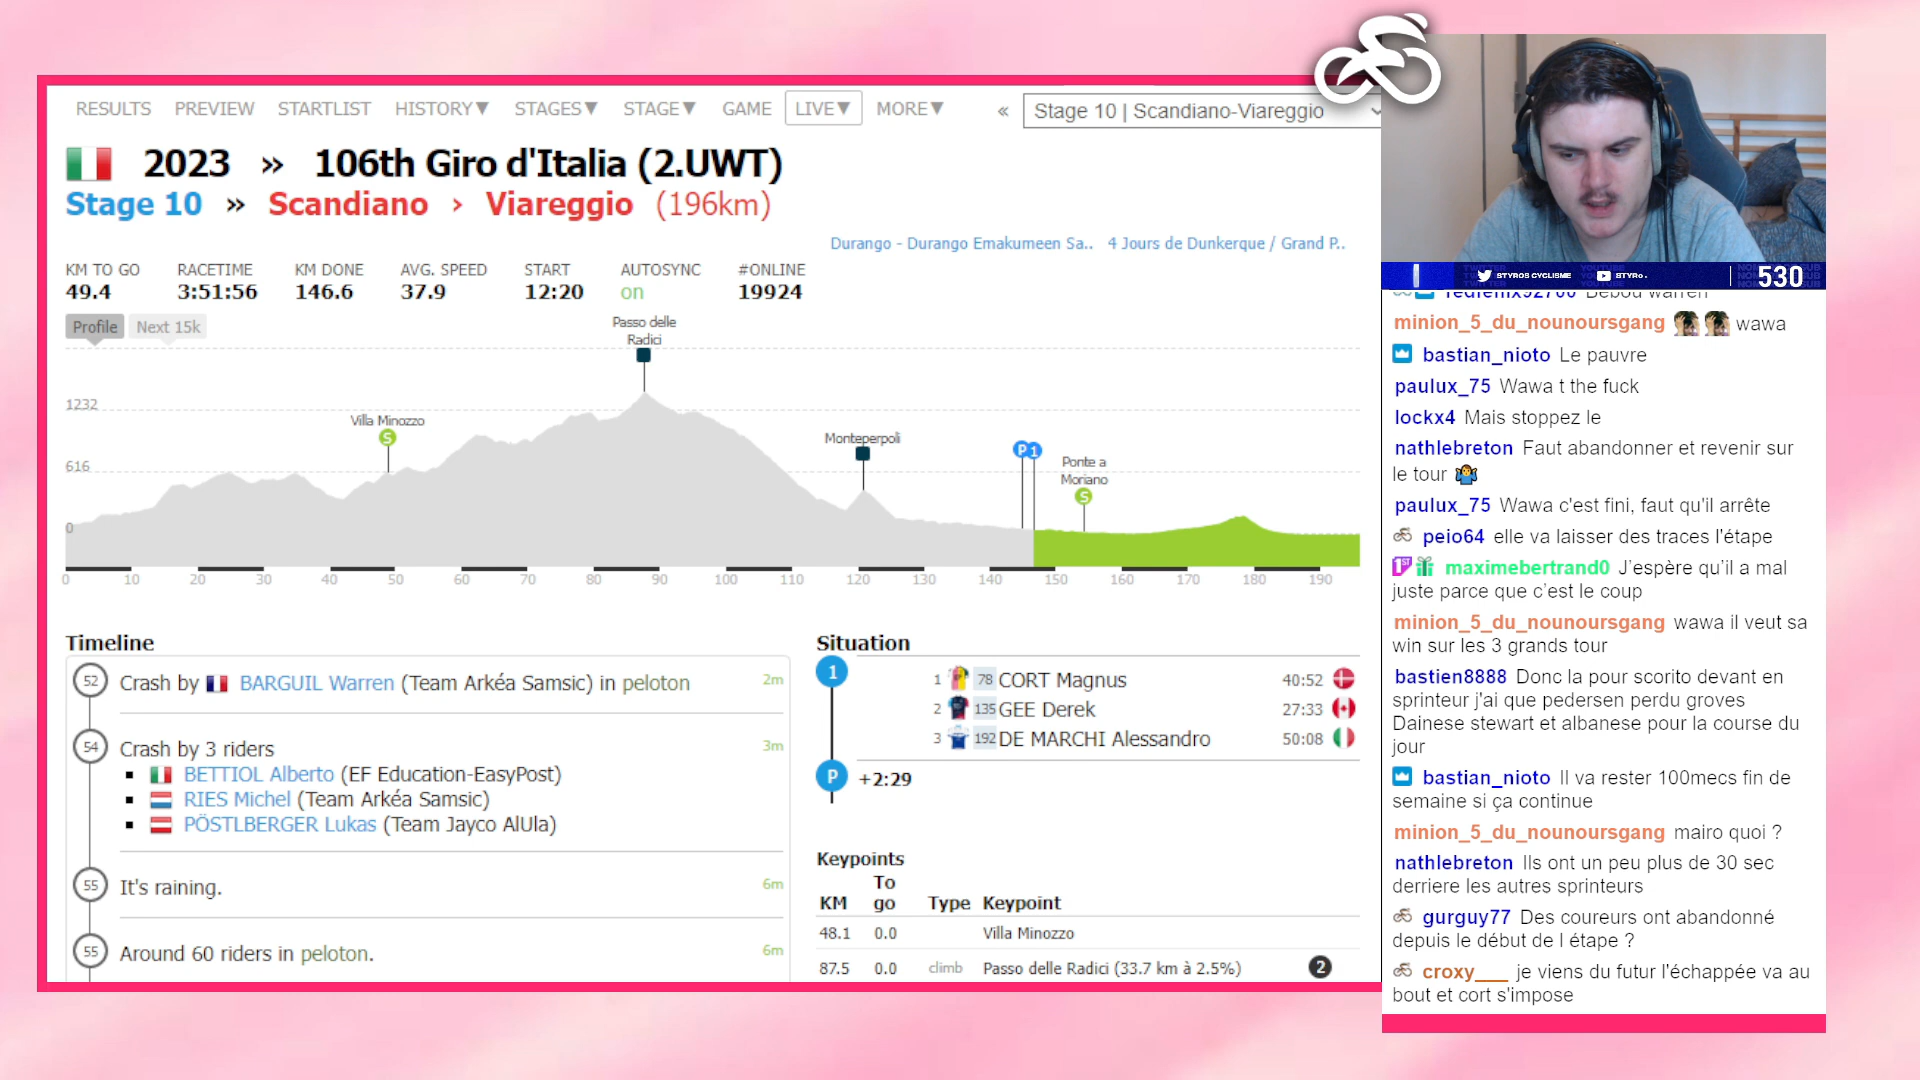 RESULTS PREVIEW STARTLIST HISTORY▼ STAGES▼ STAGE▼ GAME LIVE▼ MORE▼ « Stage 10 | Scandiano-Viareggio
2023 » 106th Giro d'Italia (2.UWT)
Stage 10 » Scandiano › Viareggio (196km)
Durango - Durango Emakumeen Sa.. 4 Jours de Dunkerque / Grand P..
KM TO GO RACETIME KM DONE AVG. SPEED START AUTOSYNC #ONLINE
49.4 3:51:56 146.6 37.9 12:20 on 19924
Profile Next 15k
Passo delle
Radici
1232
Villa Minozzo
S
Monteperpoli
616
P 1
Ponte a
Moriano
S
0
0 10 20 30 40 50 60 70 80 90 100 110 120 130 140 150 160 170 180 190
Timeline
52 Crash by BARGUIL Warren (Team Arkéa Samsic) in peloton 2m
54 Crash by 3 riders 3m
BETTIOL Alberto (EF Education-EasyPost)
RIES Michel (Team Arkéa Samsic)
PÖSTLBERGER Lukas (Team Jayco AlUla)
55 It's raining. 6m
55 Around 60 riders in peloton. 6m
Situation
1
1 78 CORT Magnus 40:52
2 135 GEE Derek 27:33
3 192 DE MARCHI Alessandro 50:08
P +2:29
Keypoints
KM To go Type Keypoint
48.1 0.0 Villa Minozzo
87.5 0.0 climb Passo delle Radici (33.7 km à 2.5%) 2
STYROS CYCLISME STYRo. 530
minion_5_du_nounoursgang wawa
bastian_nioto Le pauvre
paulux_75 Wawa t the fuck
lockx4 Mais stoppez le
nathlebreton Faut abandonner et revenir sur
le tour
paulux_75 Wawa c'est fini, faut qu'il arrête
peio64 elle va laisser des traces l'étape
1ST maximebertrand0 J'espère qu'il a mal
juste parce que c'est le coup
minion_5_du_nounoursgang wawa il veut sa
win sur les 3 grands tour
bastien8888 Donc la pour scorito devant en
sprinteur j'ai que pedersen perdu groves
Dainese stewart et albanese pour la course du
jour
bastian_nioto Il va rester 100mecs fin de
semaine si ça continue
minion_5_du_nounoursgang mairo quoi ?
nathlebreton Ils ont un peu plus de 30 sec
derriere les autres sprinteurs
gurguy77 Des coureurs ont abandonné
depuis le début de l étape ?
croxy___ je viens du futur l'échappée va au
bout et cort s'impose